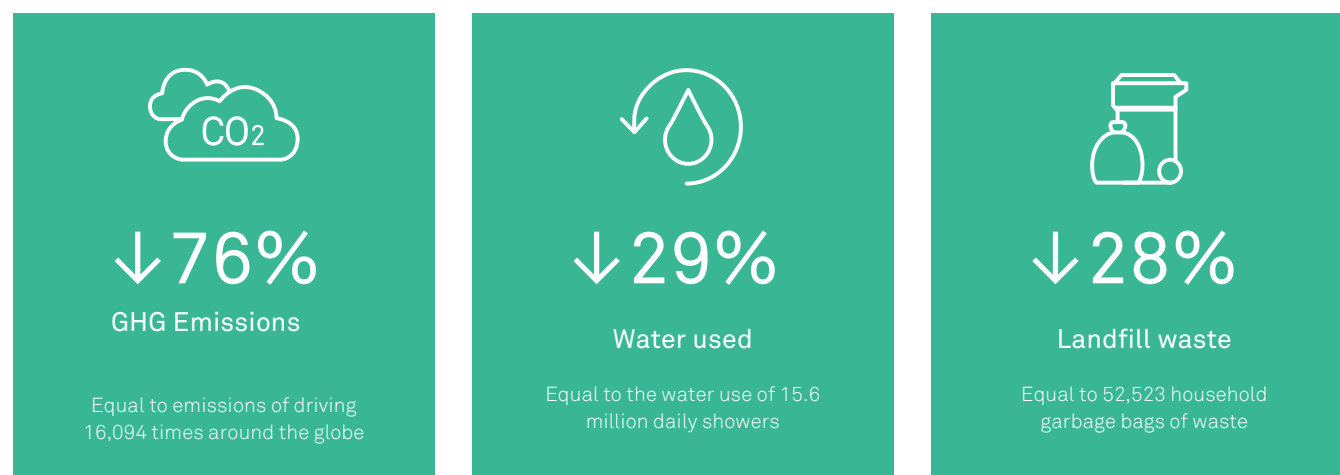 CO2
↓76%
GHG Emissions
Equal to emissions of driving
16,094 times around the globe
↓29%
Water used
Equal to the water use of 15.6
million daily showers
↓28%
Landfill waste
Equal to 52,523 household
garbage bags of waste